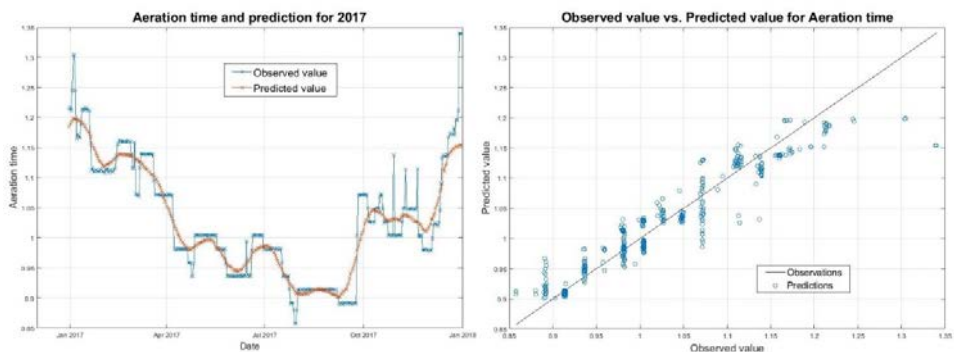 Aeration time and prediction for 2017
1.35
1.3
1.25
1.2
1.15
1.1
1.05
1
0.95
0.9
0.85
Aeration time
Observed value
Predicted value
Jan 2017
Apr 2017
Jul 2017
Oct 2017
Jan 2018
Date
Observed value vs. Predicted value for Aeration time
1.35
1.3
1.25
1.2
1.15
1.1
1.05
1
0.95
0.9
0.85
Predicted value
Observations
Predictions
0.85
0.9
0.95
1
1.05
1.1
1.15
1.2
1.25
1.3
1.35
Observed value